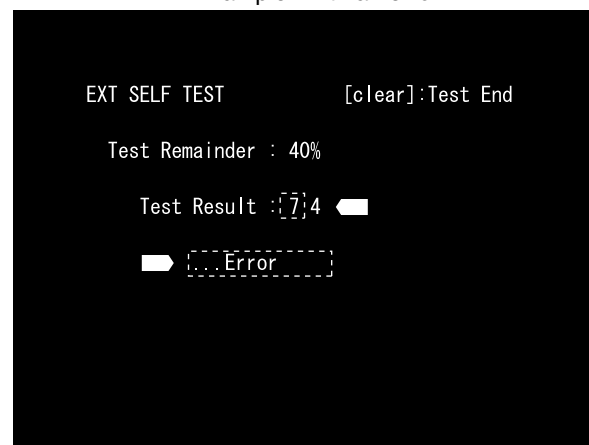 EXT SELF TEST [clear]:Test End
Test Remainder : 40%
Test Result : 7 4
...Error